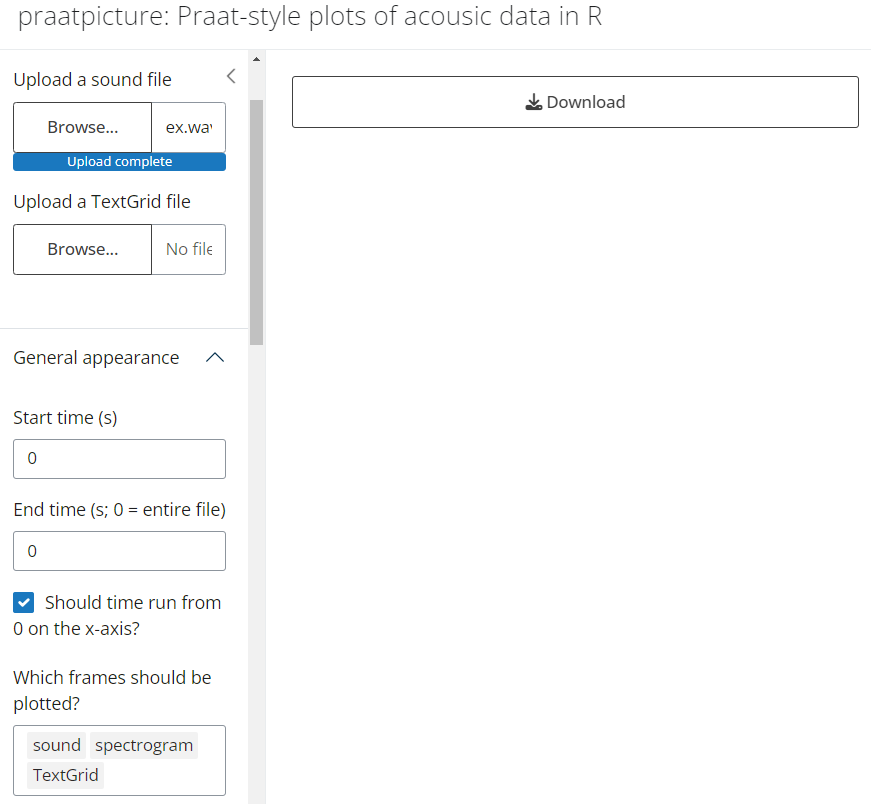 praatpicture: Praat-style plots of acousic data in R
Upload a sound file
Browse... ex.wav
Upload complete
Upload a TextGrid file
Browse... No file
General appearance
Start time (s)
0
End time (s; 0 = entire file)
0
Should time run from
0 on the x-axis?
Which frames should be
plotted?
sound spectrogram
TextGrid
Download